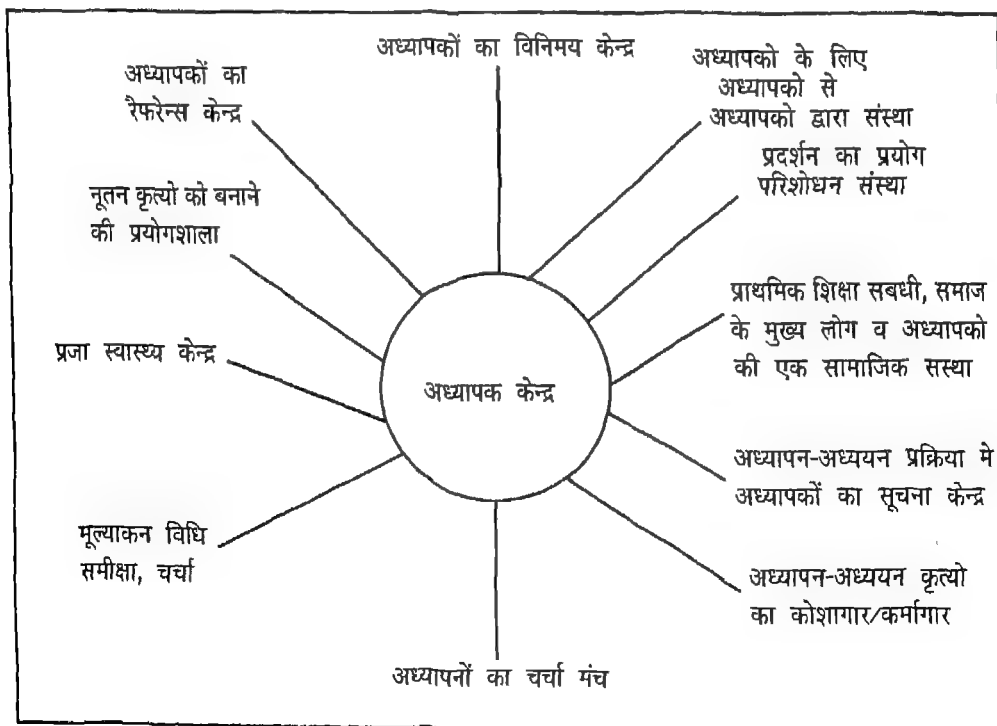 अध्यापकों का विनिमय केन्द्र
अध्यापको के लिए
अध्यापको से
अध्यापको द्वारा संस्था
अध्यापकों का
रैफरेन्स केन्द्र
प्रदर्शन का प्रयोग
परिशोधन संस्था
नूतन कृत्यो को बनाने
की प्रयोगशाला
प्राथमिक शिक्षा सबधी, समाज
के मुख्य लोग व अध्यापको
की एक सामाजिक सस्था
प्रजा स्वास्थ्य केन्द्र
अध्यापक केन्द्र
अध्यापन-अध्ययन प्रक्रिया मे
अध्यापकों का सूचना केन्द्र
मूल्याकन विधि
समीक्षा, चर्चा
अध्यापन-अध्ययन कृत्यो
का कोशागार/कर्मागार
अध्यापनों का चर्चा मंच